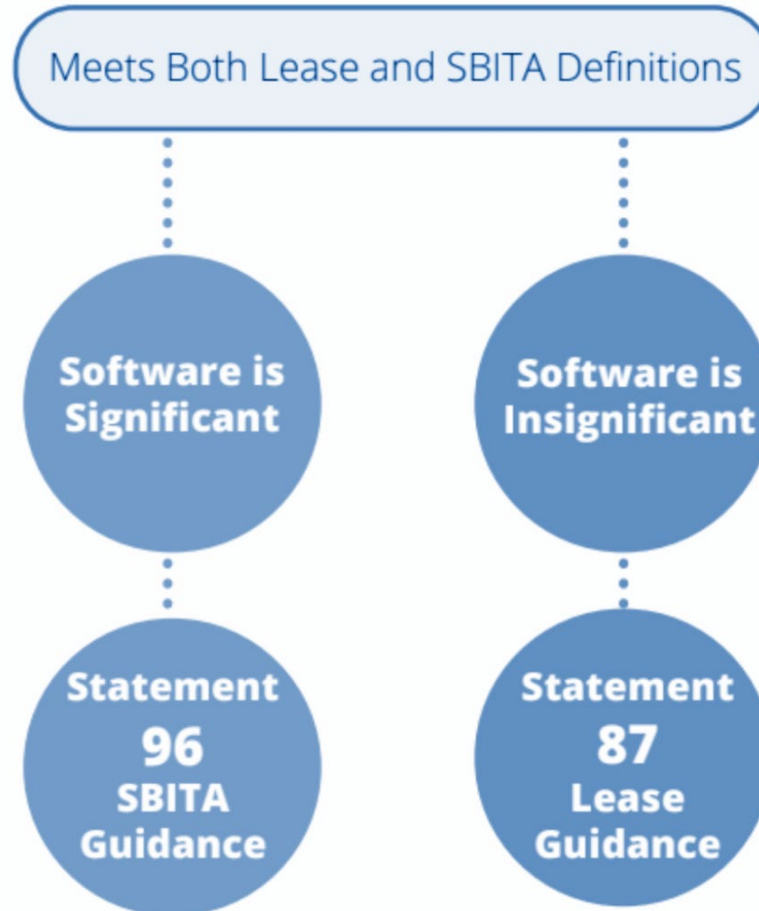 Meets Both Lease and SBITA Definitions
Software is
Significant
Software is
Insignificant
Statement
96
SBITA
Guidance
Statement
87
Lease
Guidance